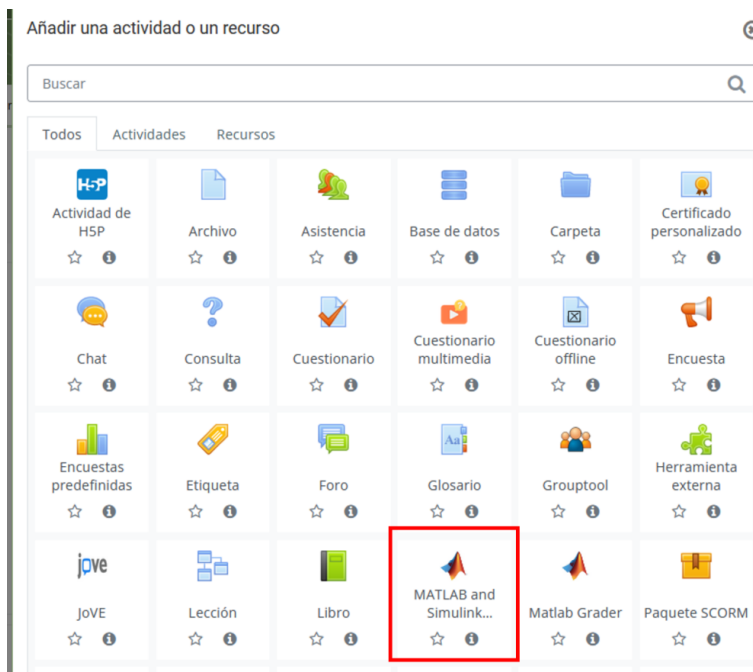 Añadir una actividad o un recurso
Buscar
Todos Actividades Recursos
H5P
Actividad de
H5P
Archivo
Asistencia
Base de datos
Carpeta
Certificado
personalizado
Chat
Consulta
Cuestionario
Cuestionario
multimedia
Cuestionario
offline
Encuesta
Encuestas
predefinidas
Etiqueta
Foro
Aa
Glosario
Grouptool
Herramienta
externa
jove
JoVE
Lección
Libro
MATLAB and
Simulink...
Matlab Grader
Paquete SCORM